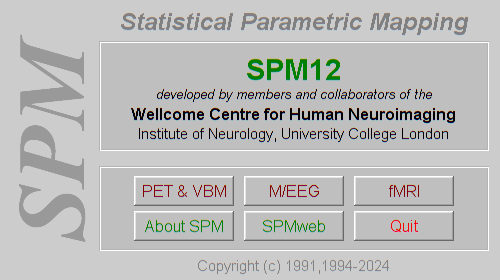 SPM
Statistical Parametric Mapping
SPM12
developed by members and collaborators of the
Wellcome Centre for Human Neuroimaging
Institute of Neurology, University College London
PET & VBM
M/EEG
fMRI
About SPM
SPMweb
Quit
Copyright (c) 1991,1994-2024